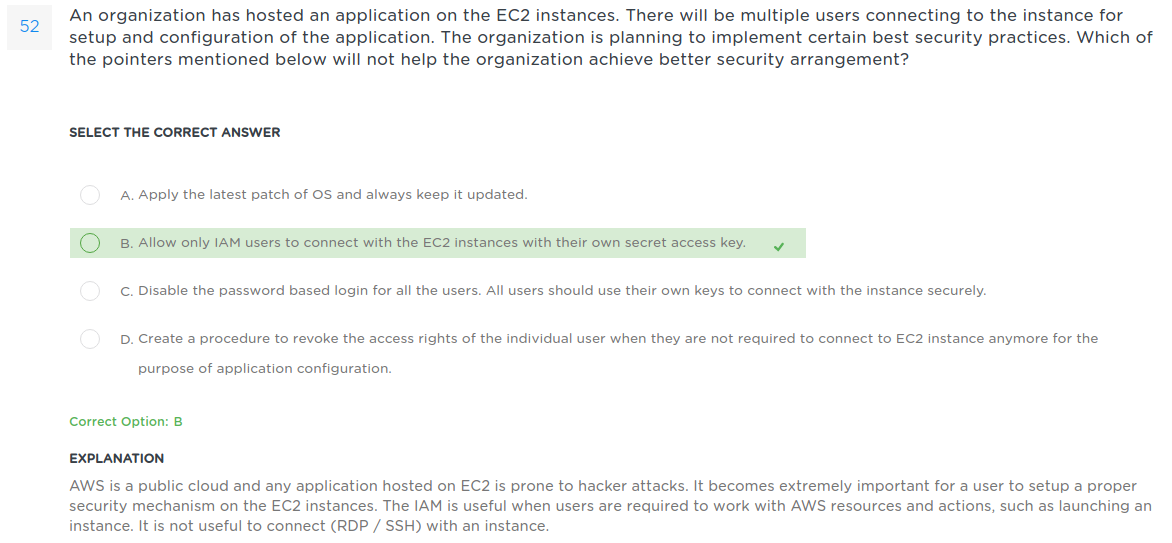 52
An organization has hosted an application on the EC2 instances. There will be multiple users connecting to the instance for
setup and configuration of the application. The organization is planning to implement certain best security practices. Which of
the pointers mentioned below will not help the organization achieve better security arrangement?
SELECT THE CORRECT ANSWER
A. Apply the latest patch of OS and always keep it updated.
B. Allow only IAM users to connect with the EC2 instances with their own secret access key.
C. Disable the password based login for all the users. All users should use their own keys to connect with the instance securely.
D. Create a procedure to revoke the access rights of the individual user when they are not required to connect to EC2 instance anymore for the
purpose of application configuration.
Correct Option: B
EXPLANATION
AWS is a public cloud and any application hosted on EC2 is prone to hacker attacks. It becomes extremely important for a user to setup a proper
security mechanism on the EC2 instances. The IAM is useful when users are required to work with AWS resources and actions, such as launching an
instance. It is not useful to connect (RDP / SSH) with an instance.